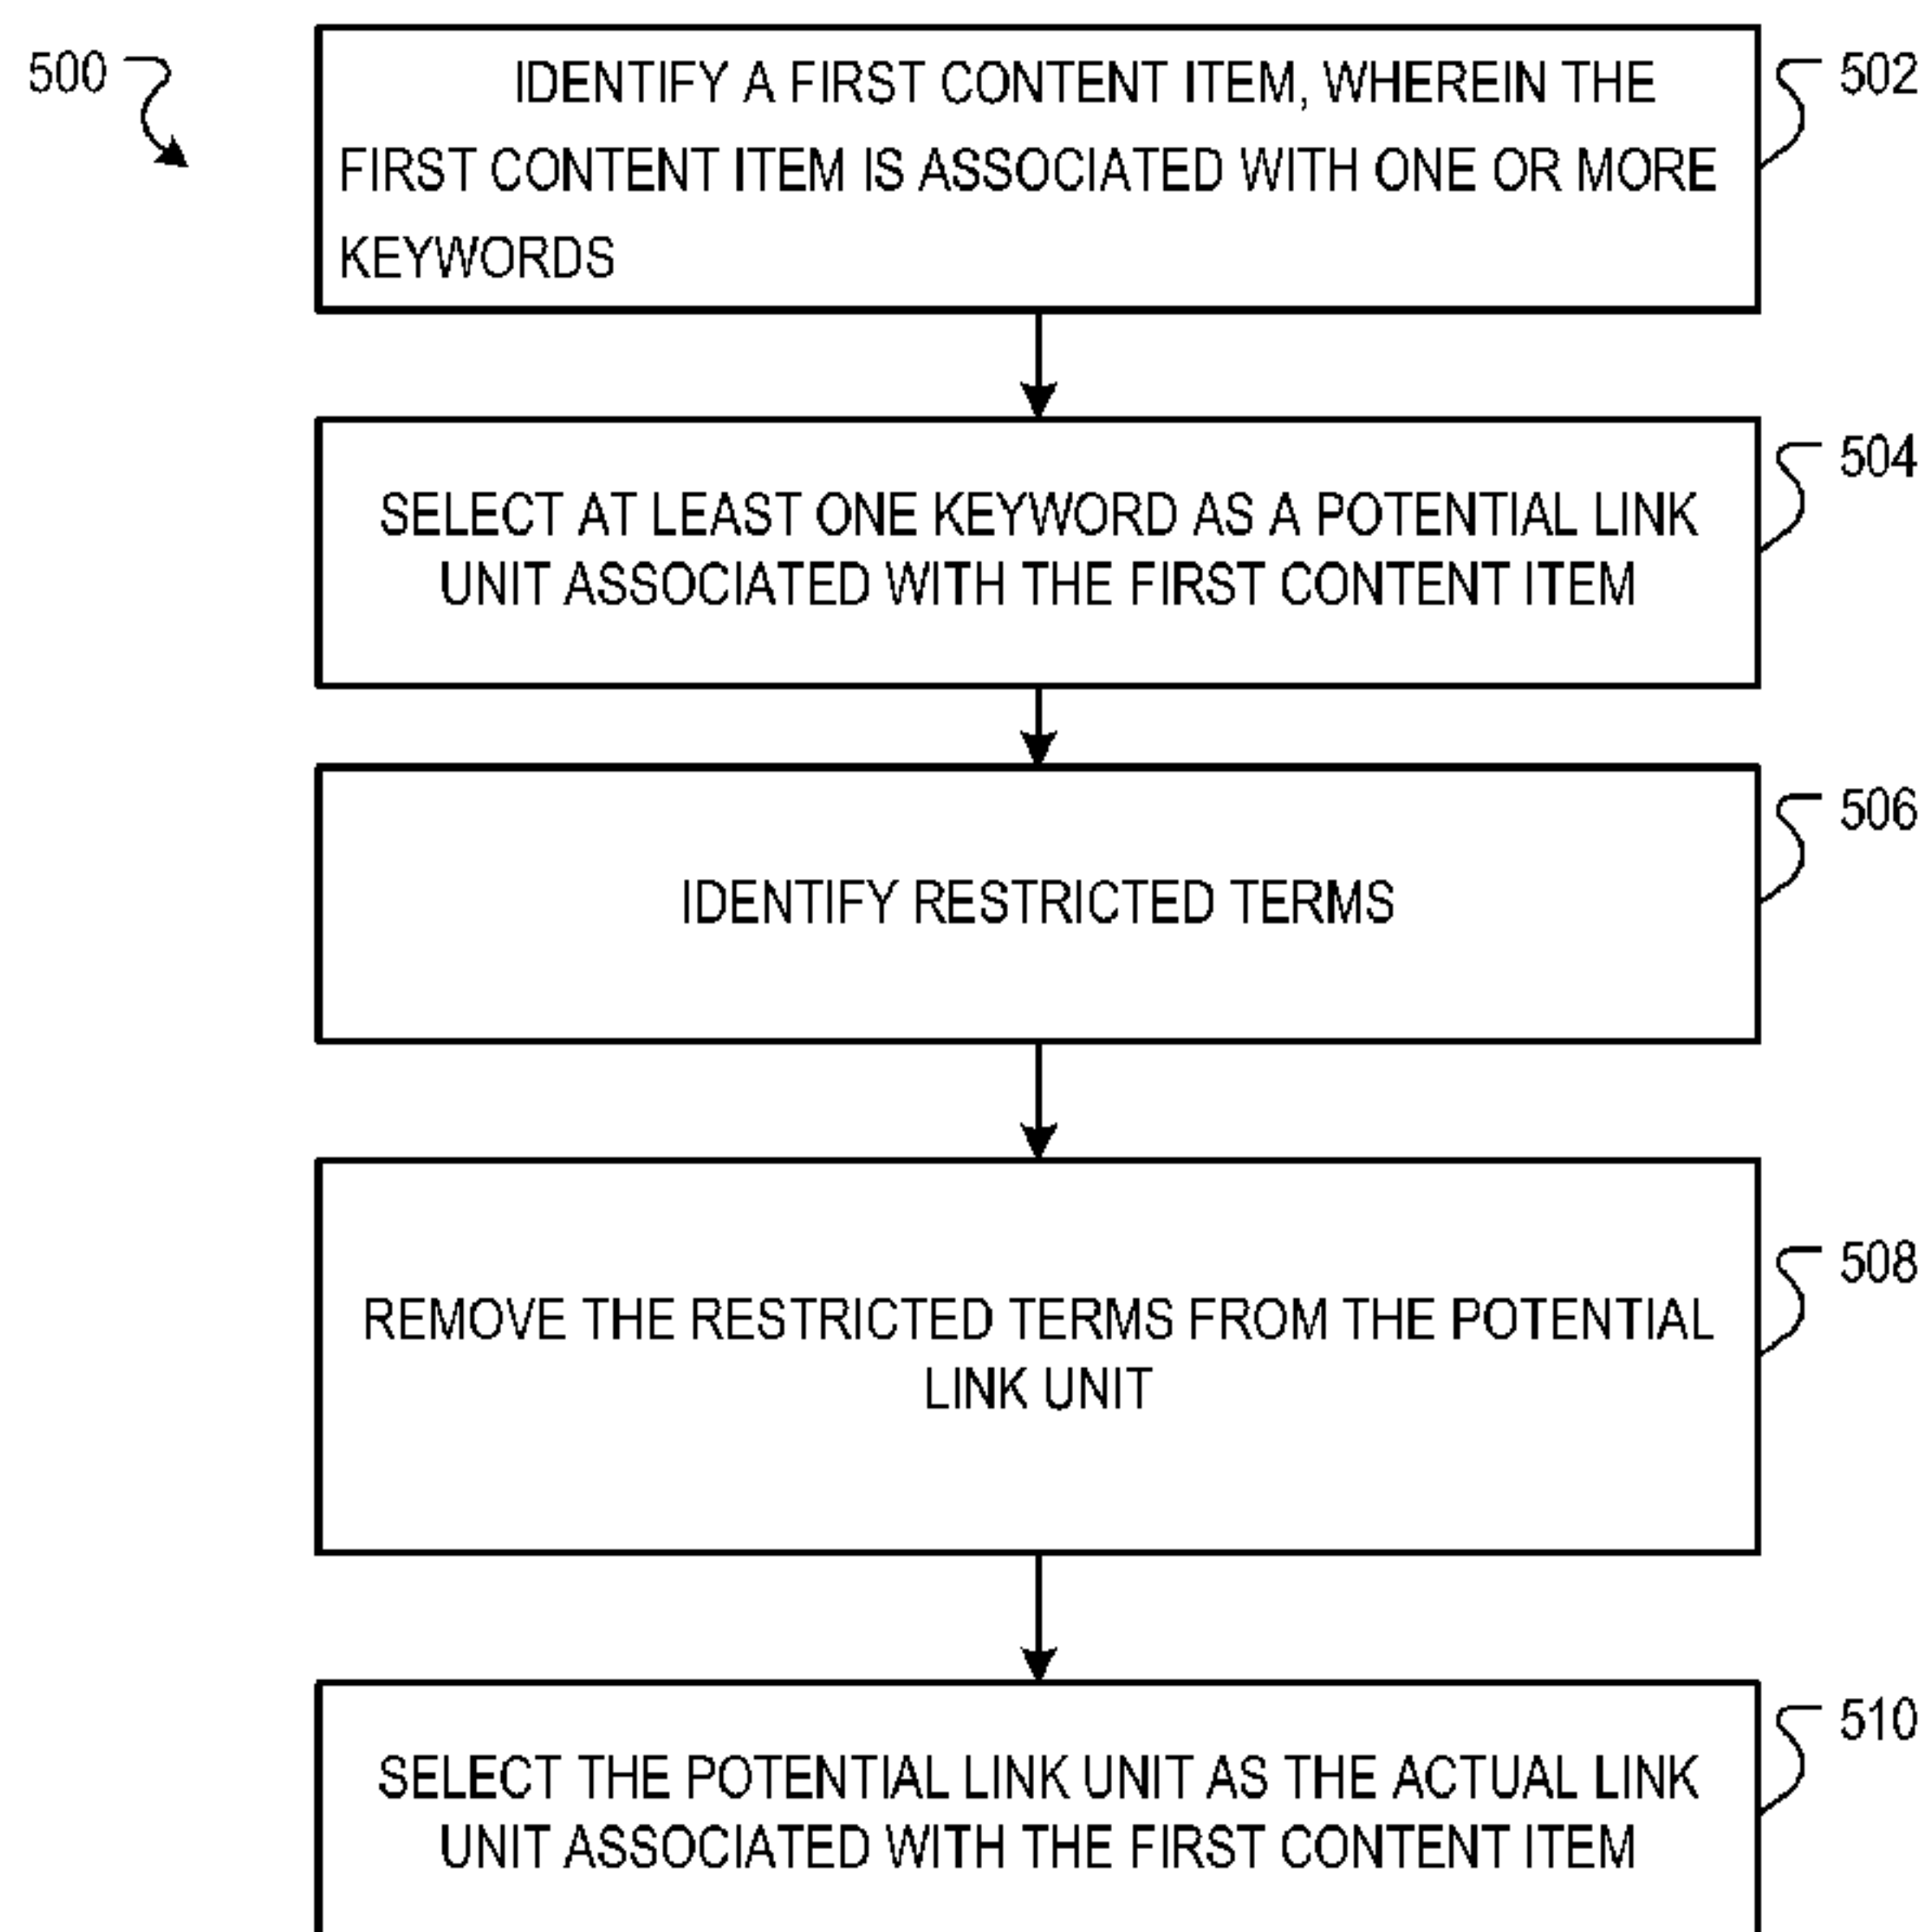 500
IDENTIFY A FIRST CONTENT ITEM, WHEREIN THE
FIRST CONTENT ITEM IS ASSOCIATED WITH ONE OR MORE
KEYWORDS
502
SELECT AT LEAST ONE KEYWORD AS A POTENTIAL LINK
UNIT ASSOCIATED WITH THE FIRST CONTENT ITEM
504
IDENTIFY RESTRICTED TERMS
506
REMOVE THE RESTRICTED TERMS FROM THE POTENTIAL
LINK UNIT
508
SELECT THE POTENTIAL LINK UNIT AS THE ACTUAL LINK
UNIT ASSOCIATED WITH THE FIRST CONTENT ITEM
510